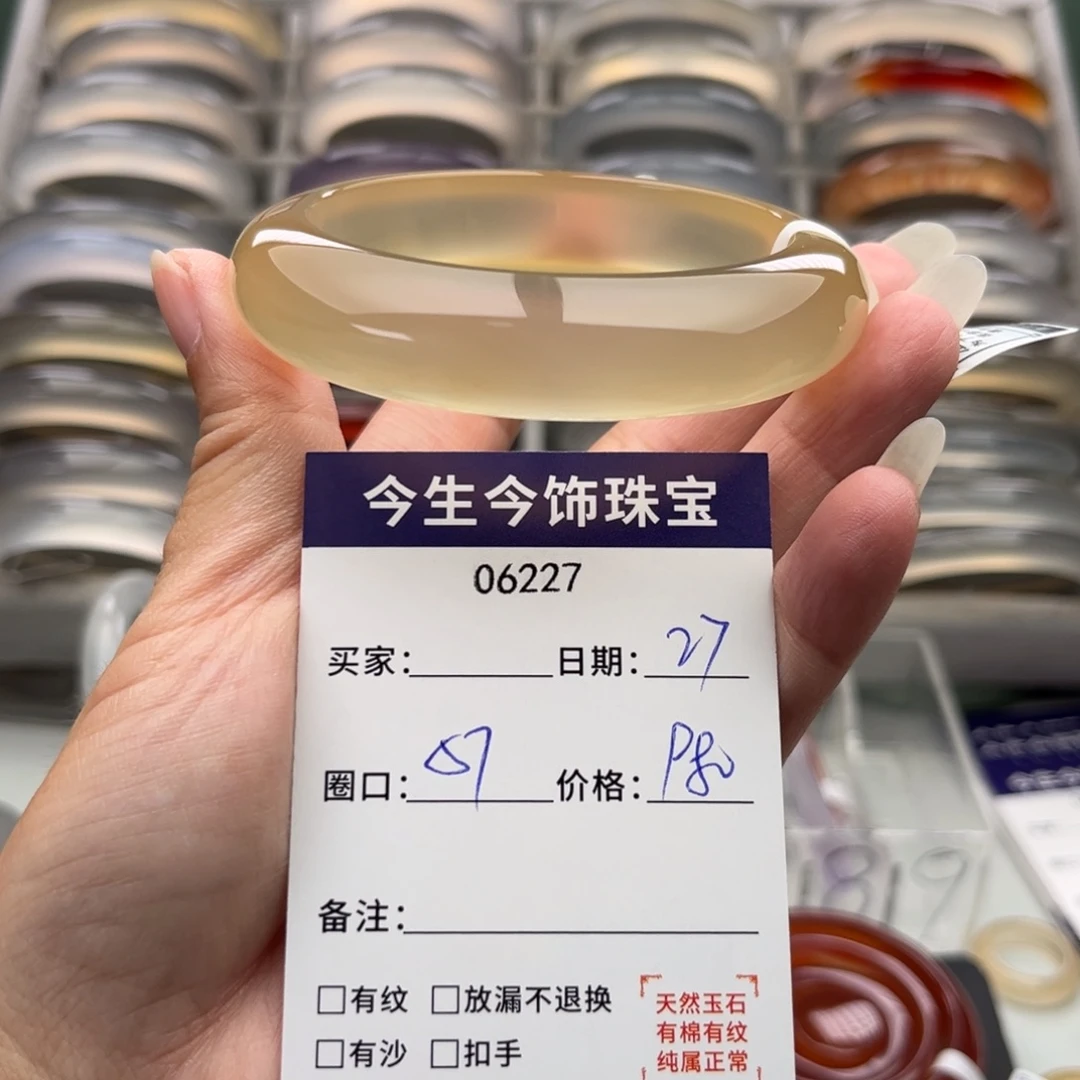 今生今饰珠宝
06227
买家： 日期：27
圈口：57 价格：P80
备注：
□有纹 □放漏不退换
□有沙 □扣手
天然玉石
有棉有纹
纯属正常
1819